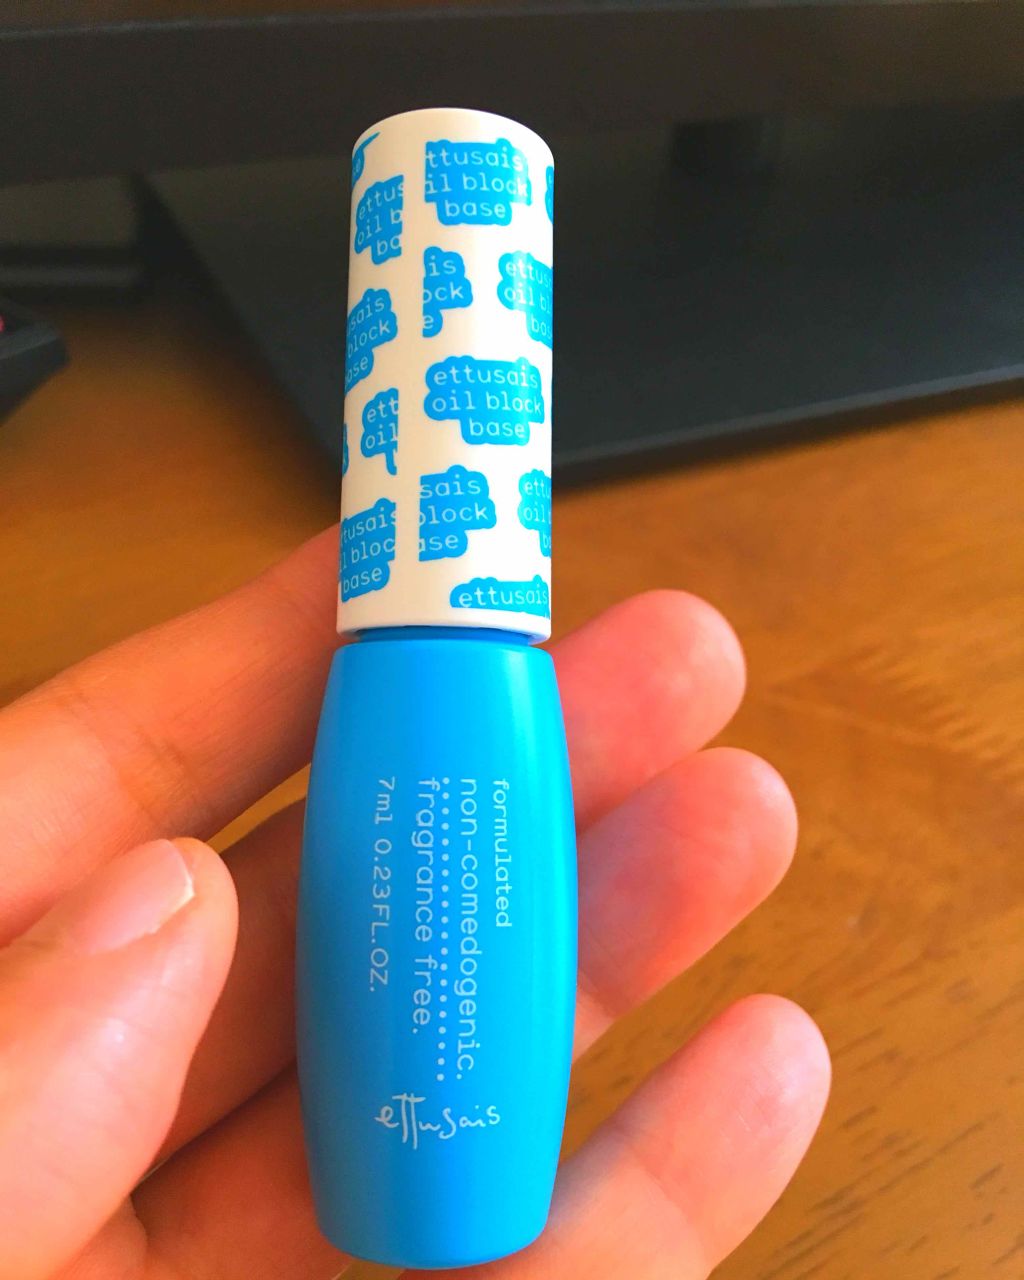 ettusais
oil block
base
formulated
non-comedogenic.
fragrance free.
7ml 0.23FL.OZ.
ettusais